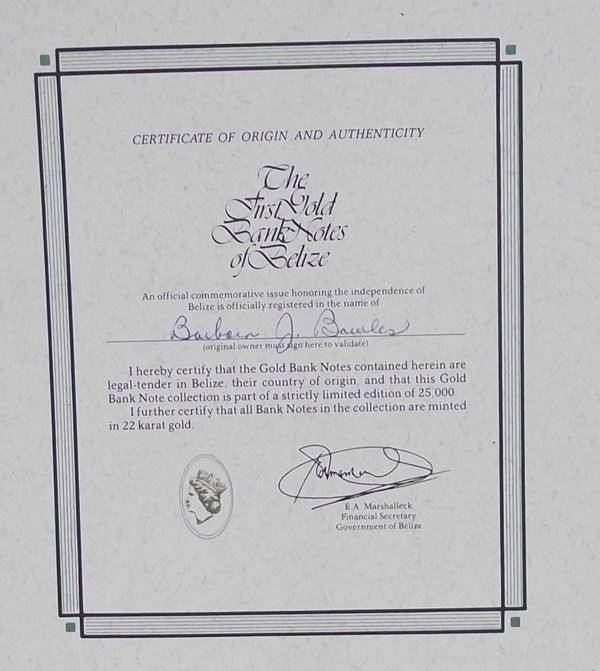 CERTIFICATE OF ORIGIN AND AUTHENTICITY
The
First Gold
Bank Notes
of Belize
An official commemorative issue honoring the independence of
Belize is officially registered in the name of
Barbara J. Bowles
(original owner must sign here to validate)
I hereby certify that the Gold Bank Notes contained herein are
legal-tender in Belize, their country of origin, and that this Gold
Bank Note collection is part of a strictly limited edition of 25,000.
I further certify that all Bank Notes in the collection are minted
in 22 karat gold.
E. A. Marshalleck
Financial Secretary
Government of Belize